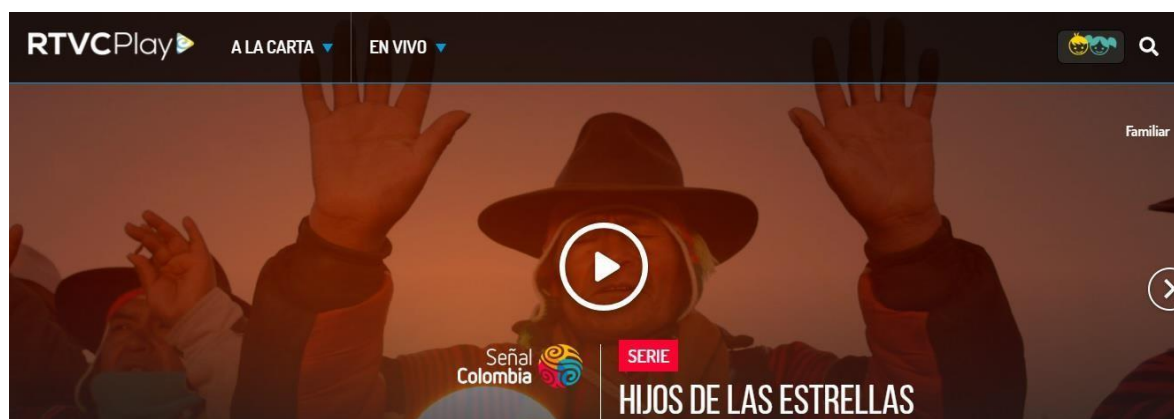 RTVCPlay
A LA CARTA
EN VIVO
Familiar
Señal
Colombia
SERIE
HIJOS DE LAS ESTRELLAS